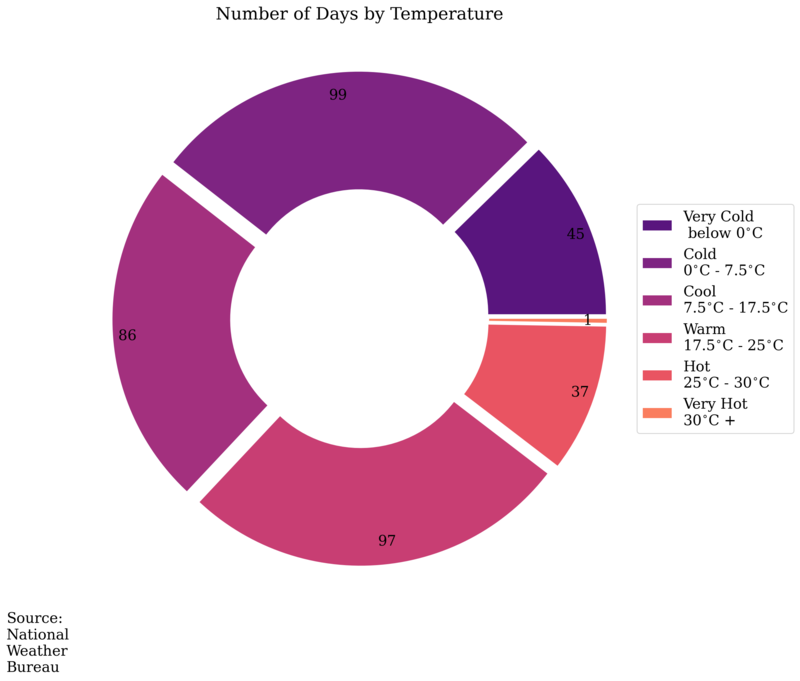 Number of Days by Temperature
99
45
86
1
37
97
Very Cold
below 0°C
Cold
0°C - 7.5°C
Cool
7.5°C - 17.5°C
Warm
17.5°C - 25°C
Hot
25°C - 30°C
Very Hot
30°C +
Source:
National
Weather
Bureau